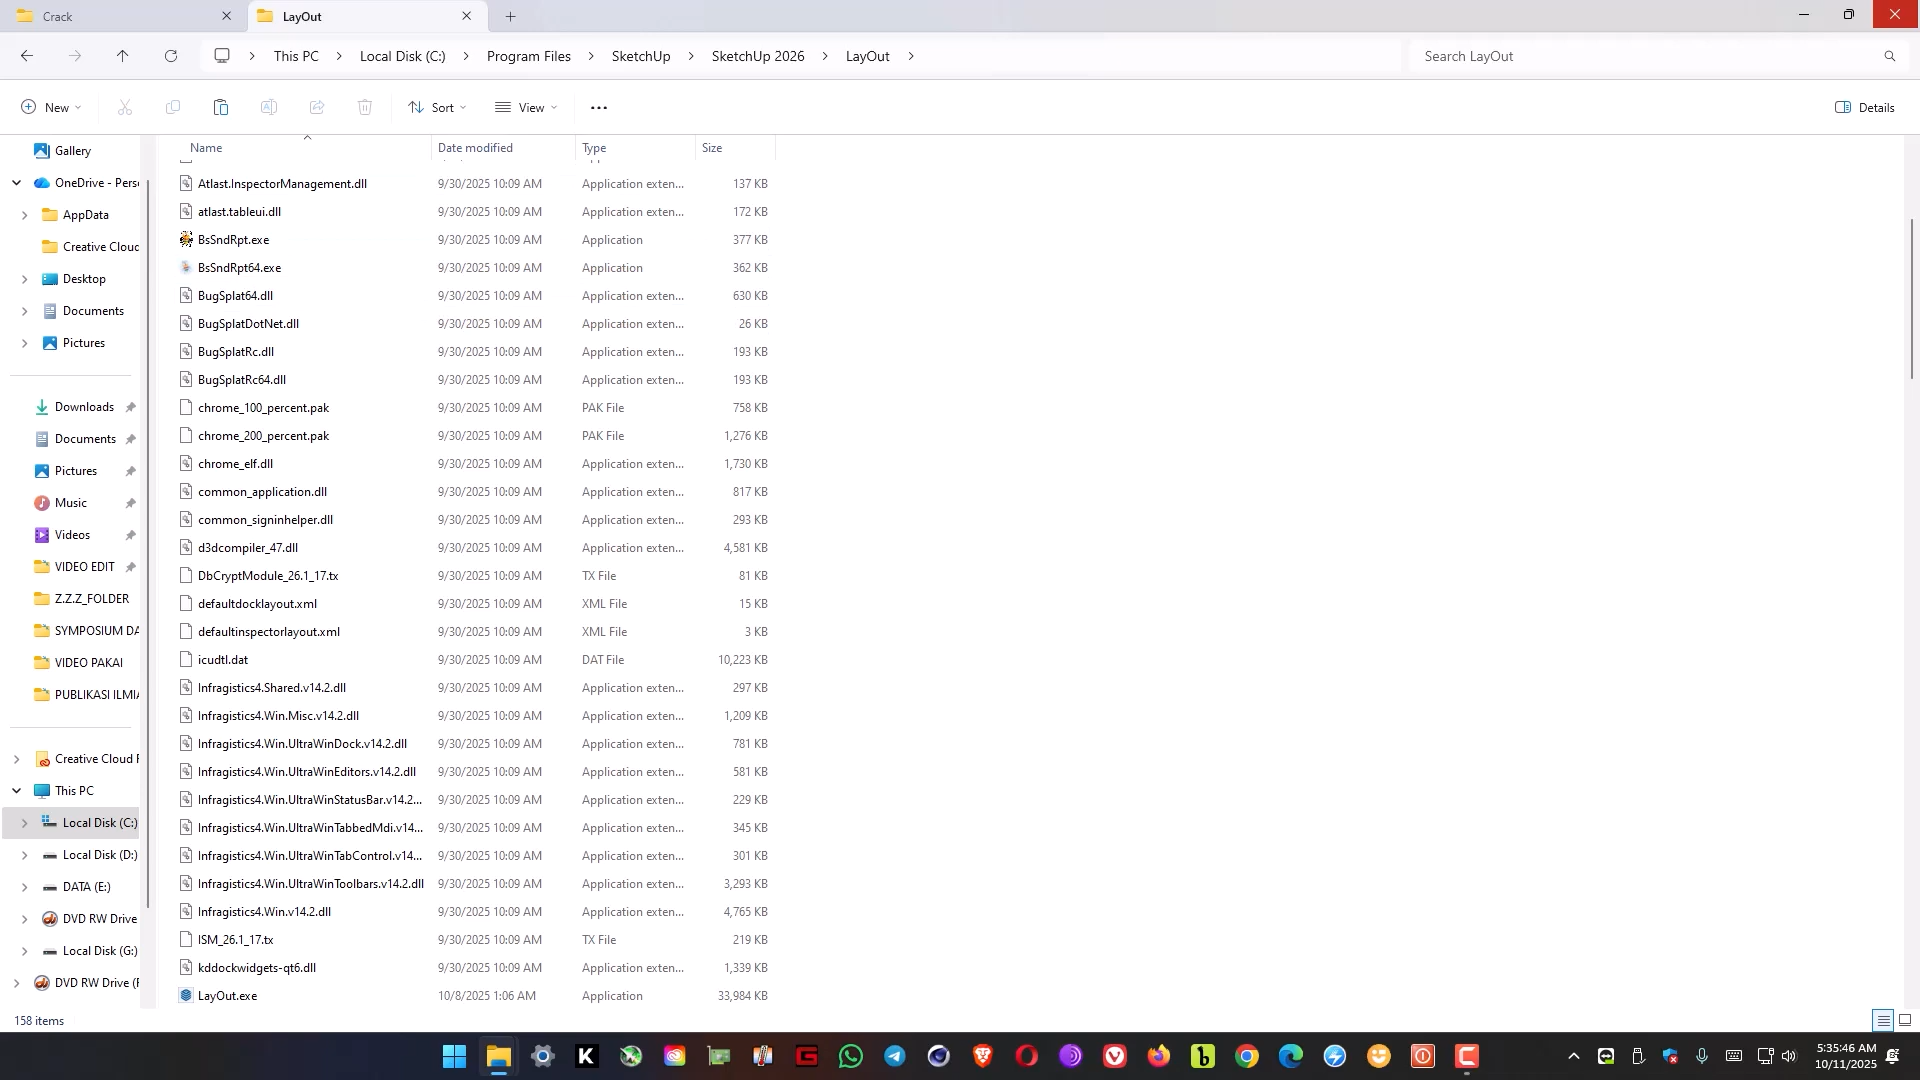 Crack
LayOut
This PC
Local Disk (C:)
Program Files
SketchUp
SketchUp 2026
LayOut
Search LayOut
New
Sort
View
Details
Name
Date modified
Type
Size
Gallery
OneDrive - Pers
AppData
Creative Cloud
Desktop
Documents
Pictures
Downloads
Documents
Pictures
Music
Videos
VIDEO EDIT
Z.Z.Z_FOLDER
SYMPOSIUM DA
VIDEO PAKAI
PUBLIKASI ILMIA
Creative Cloud F
This PC
Local Disk (C:)
Local Disk (D:)
DATA (E:)
DVD RW Drive
Local Disk (G:)
DVD RW Drive (F
Atlast.InspectorManagement.dll 9/30/2025 10:09 AM Application exten... 137 KB
atlast.tableui.dll 9/30/2025 10:09 AM Application exten... 172 KB
BsSndRpt.exe 9/30/2025 10:09 AM Application 377 KB
BsSndRpt64.exe 9/30/2025 10:09 AM Application 362 KB
BugSplat64.dll 9/30/2025 10:09 AM Application exten... 630 KB
BugSplatDotNet.dll 9/30/2025 10:09 AM Application exten... 26 KB
BugSplatRc.dll 9/30/2025 10:09 AM Application exten... 193 KB
BugSplatRc64.dll 9/30/2025 10:09 AM Application exten... 193 KB
chrome_100_percent.pak 9/30/2025 10:09 AM PAK File 758 KB
chrome_200_percent.pak 9/30/2025 10:09 AM PAK File 1,276 KB
chrome_elf.dll 9/30/2025 10:09 AM Application exten... 1,730 KB
common_application.dll 9/30/2025 10:09 AM Application exten... 817 KB
common_signinhelper.dll 9/30/2025 10:09 AM Application exten... 293 KB
d3dcompiler_47.dll 9/30/2025 10:09 AM Application exten... 4,581 KB
DbCryptModule_26.1_17.tx 9/30/2025 10:09 AM TX File 81 KB
defaultdocklayout.xml 9/30/2025 10:09 AM XML File 15 KB
defaultinspectorlayout.xml 9/30/2025 10:09 AM XML File 3 KB
icudtl.dat 9/30/2025 10:09 AM DAT File 10,223 KB
Infragistics4.Shared.v14.2.dll 9/30/2025 10:09 AM Application exten... 297 KB
Infragistics4.Win.Misc.v14.2.dll 9/30/2025 10:09 AM Application exten... 1,209 KB
Infragistics4.Win.UltraWinDock.v14.2.dll 9/30/2025 10:09 AM Application exten... 781 KB
Infragistics4.Win.UltraWinEditors.v14.2.dll 9/30/2025 10:09 AM Application exten... 581 KB
Infragistics4.Win.UltraWinStatusBar.v14.2... 9/30/2025 10:09 AM Application exten... 229 KB
Infragistics4.Win.UltraWinTabbedMdi.v14... 9/30/2025 10:09 AM Application exten... 345 KB
Infragistics4.Win.UltraWinTabControl.v14... 9/30/2025 10:09 AM Application exten... 301 KB
Infragistics4.Win.UltraWinToolbars.v14.2.dll 9/30/2025 10:09 AM Application exten... 3,293 KB
Infragistics4.Win.v14.2.dll 9/30/2025 10:09 AM Application exten... 4,765 KB
ISM_26.1_17.tx 9/30/2025 10:09 AM TX File 219 KB
kddockwidgets-qt6.dll 9/30/2025 10:09 AM Application exten... 1,339 KB
LayOut.exe 10/8/2025 1:06 AM Application 33,984 KB
158 items
5:35:46 AM
10/11/2025